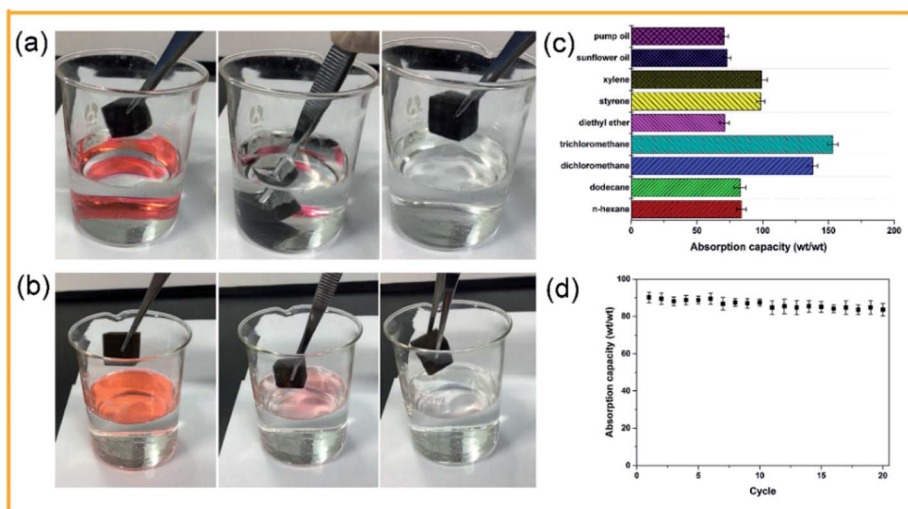 (a)
(b)
(c)
pump oil
sunflower oil
xylene
styrene
diethyl ether
trichloromethane
dichloromethane
dodecane
n-hexane
0 50 100 150 200
Absorption capacity (wt/wt)
(d)
Absorption capacity (wt/wt)
100
80
60
40
20
0
0 5 10 15 20
Cycle